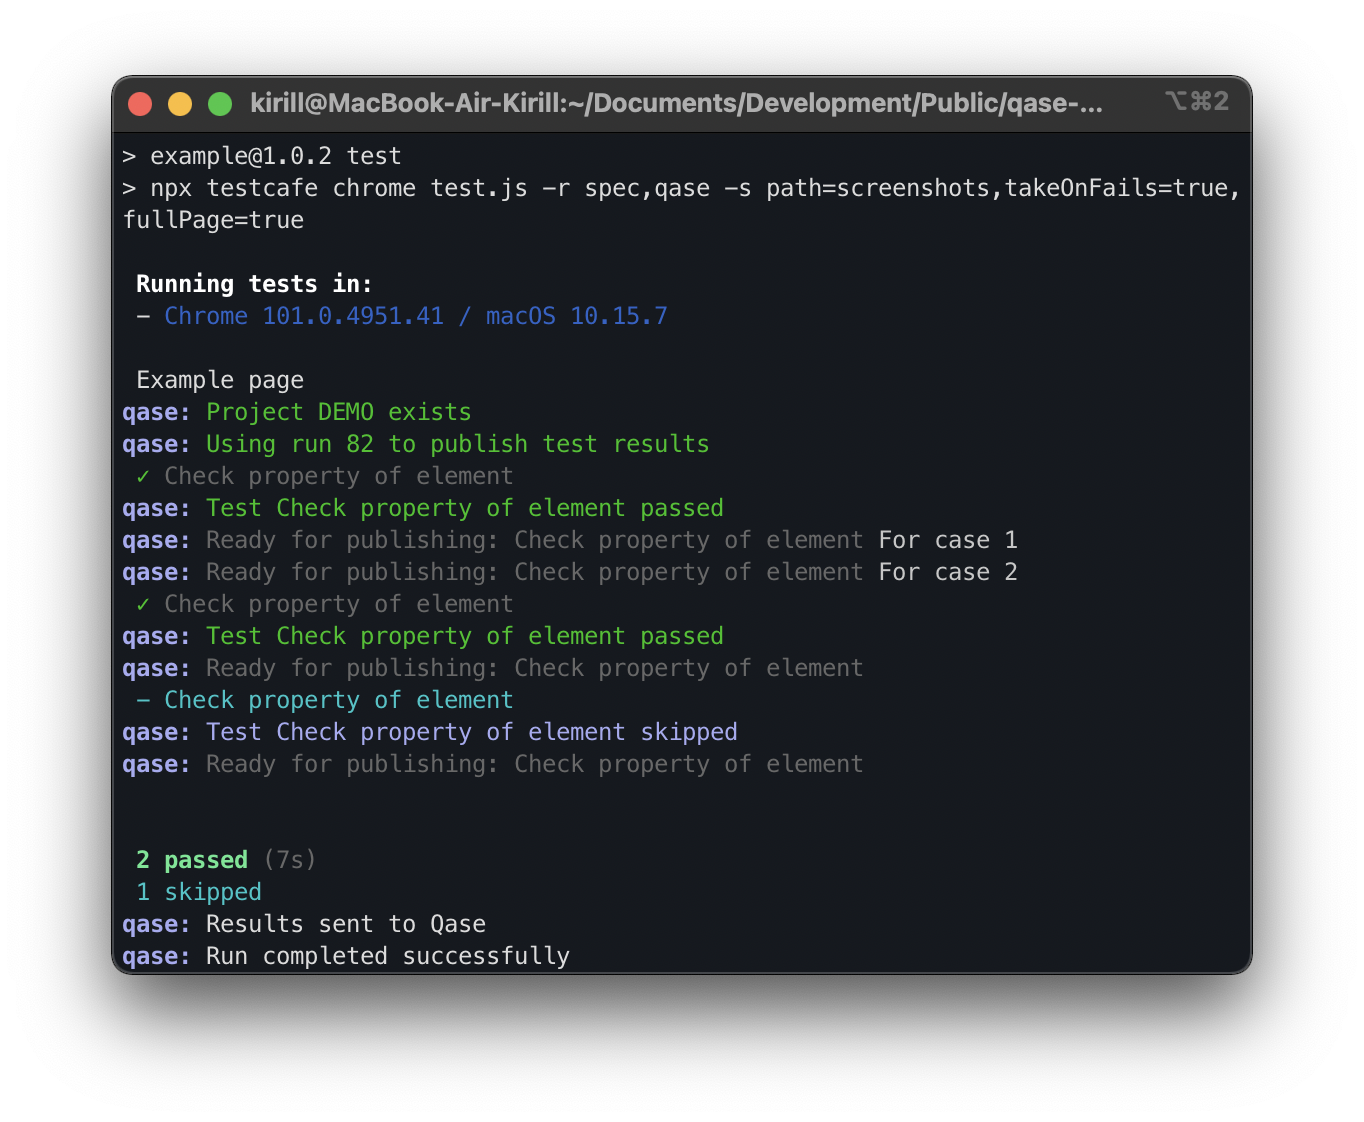 kirill@MacBook-Air-Kirill:~/Documents/Development/Public/qase-... ⌥⌘2
> example@1.0.2 test
> npx testcafe chrome test.js -r spec,qase -s path=screenshots,takeOnFails=true,
fullPage=true
Running tests in:
- Chrome 101.0.4951.41 / macOS 10.15.7
Example page
qase: Project DEMO exists
qase: Using run 82 to publish test results
✓ Check property of element
qase: Test Check property of element passed
qase: Ready for publishing: Check property of element For case 1
qase: Ready for publishing: Check property of element For case 2
✓ Check property of element
qase: Test Check property of element passed
qase: Ready for publishing: Check property of element
- Check property of element
qase: Test Check property of element skipped
qase: Ready for publishing: Check property of element
2 passed (7s)
1 skipped
qase: Results sent to Qase
qase: Run completed successfully